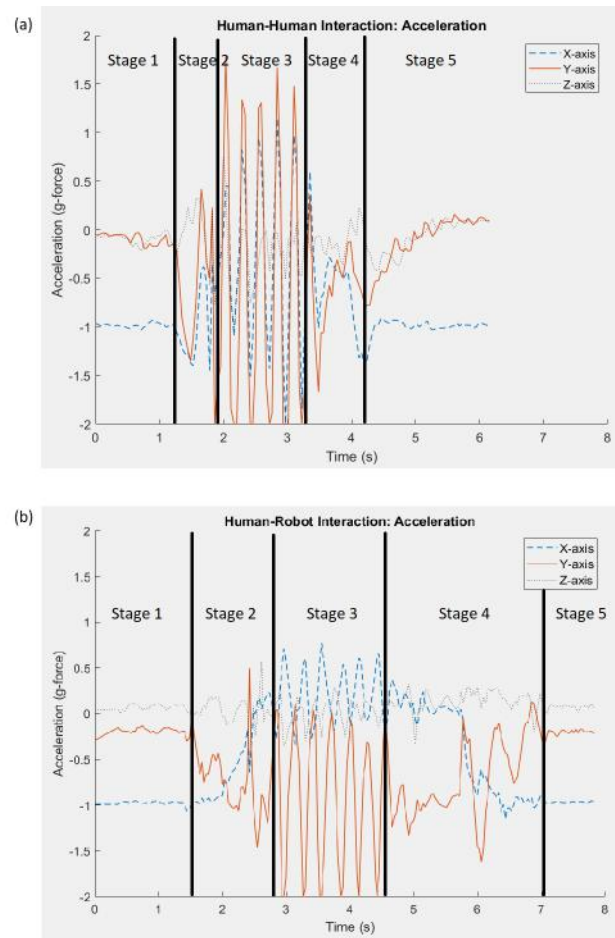 (a)
Human-Human Interaction: Acceleration
2
1.5
1
0.5
0
-0.5
-1
-1.5
-2
Acceleration (g-force)
Stage 1
Stage 2
Stage 3
Stage 4
Stage 5
X-axis
Y-axis
Z-axis
0 1 2 3 4 5 6 7 8
Time (s)
(b)
Human-Robot Interaction: Acceleration
2
1.5
1
0.5
0
-0.5
-1
-1.5
-2
Acceleration (g-force)
Stage 1
Stage 2
Stage 3
Stage 4
Stage 5
X-axis
Y-axis
Z-axis
0 1 2 3 4 5 6 7 8
Time (s)